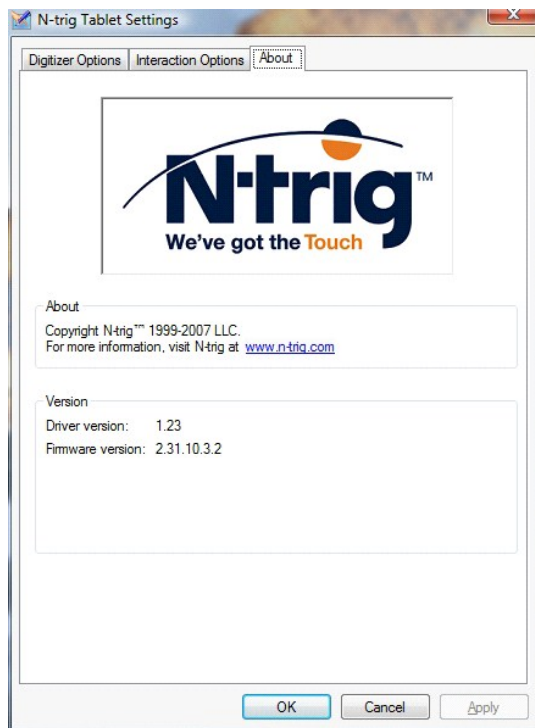 N-trig Tablet Settings
Digitizer Options Interaction Options About
N-trig™
We've got the Touch
About
Copyright N-trig™ 1999-2007 LLC.
For more information, visit N-trig at www.n-trig.com
Version
Driver version: 1.23
Firmware version: 2.31.10.3.2
OK Cancel Apply